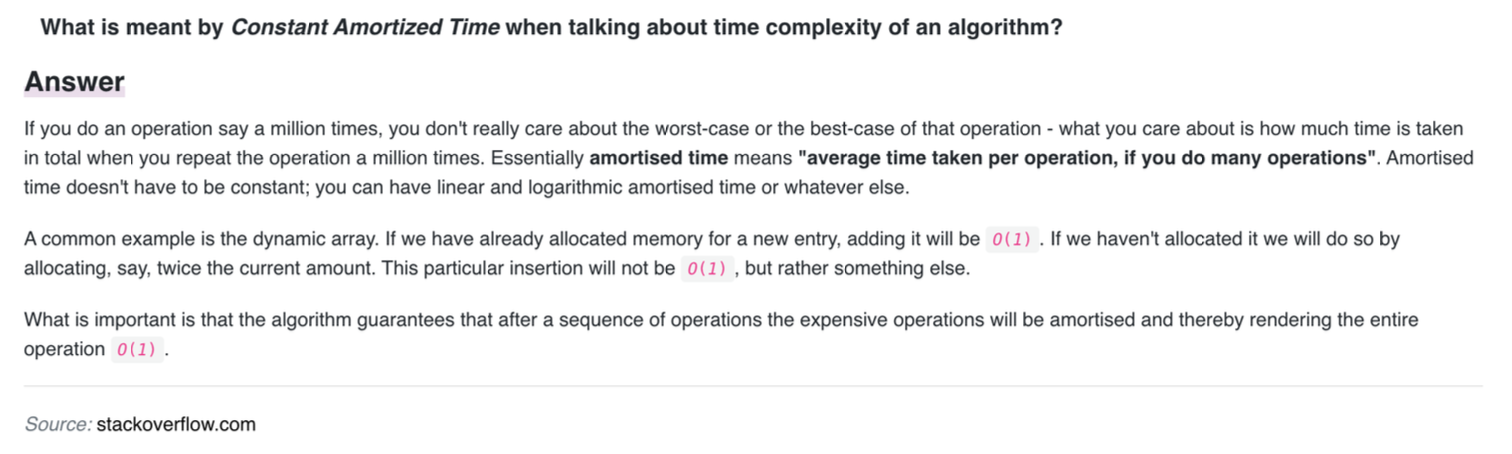 What is meant by Constant Amortized Time when talking about time complexity of an algorithm?
Answer
If you do an operation say a million times, you don't really care about the worst-case or the best-case of that operation - what you care about is how much time is taken
in total when you repeat the operation a million times. Essentially amortised time means "average time taken per operation, if you do many operations". Amortised
time doesn't have to be constant; you can have linear and logarithmic amortised time or whatever else.
A common example is the dynamic array. If we have already allocated memory for a new entry, adding it will be O(1) . If we haven't allocated it we will do so by
allocating, say, twice the current amount. This particular insertion will not be O(1) , but rather something else.
What is important is that the algorithm guarantees that after a sequence of operations the expensive operations will be amortised and thereby rendering the entire
operation O(1) .
Source: stackoverflow.com